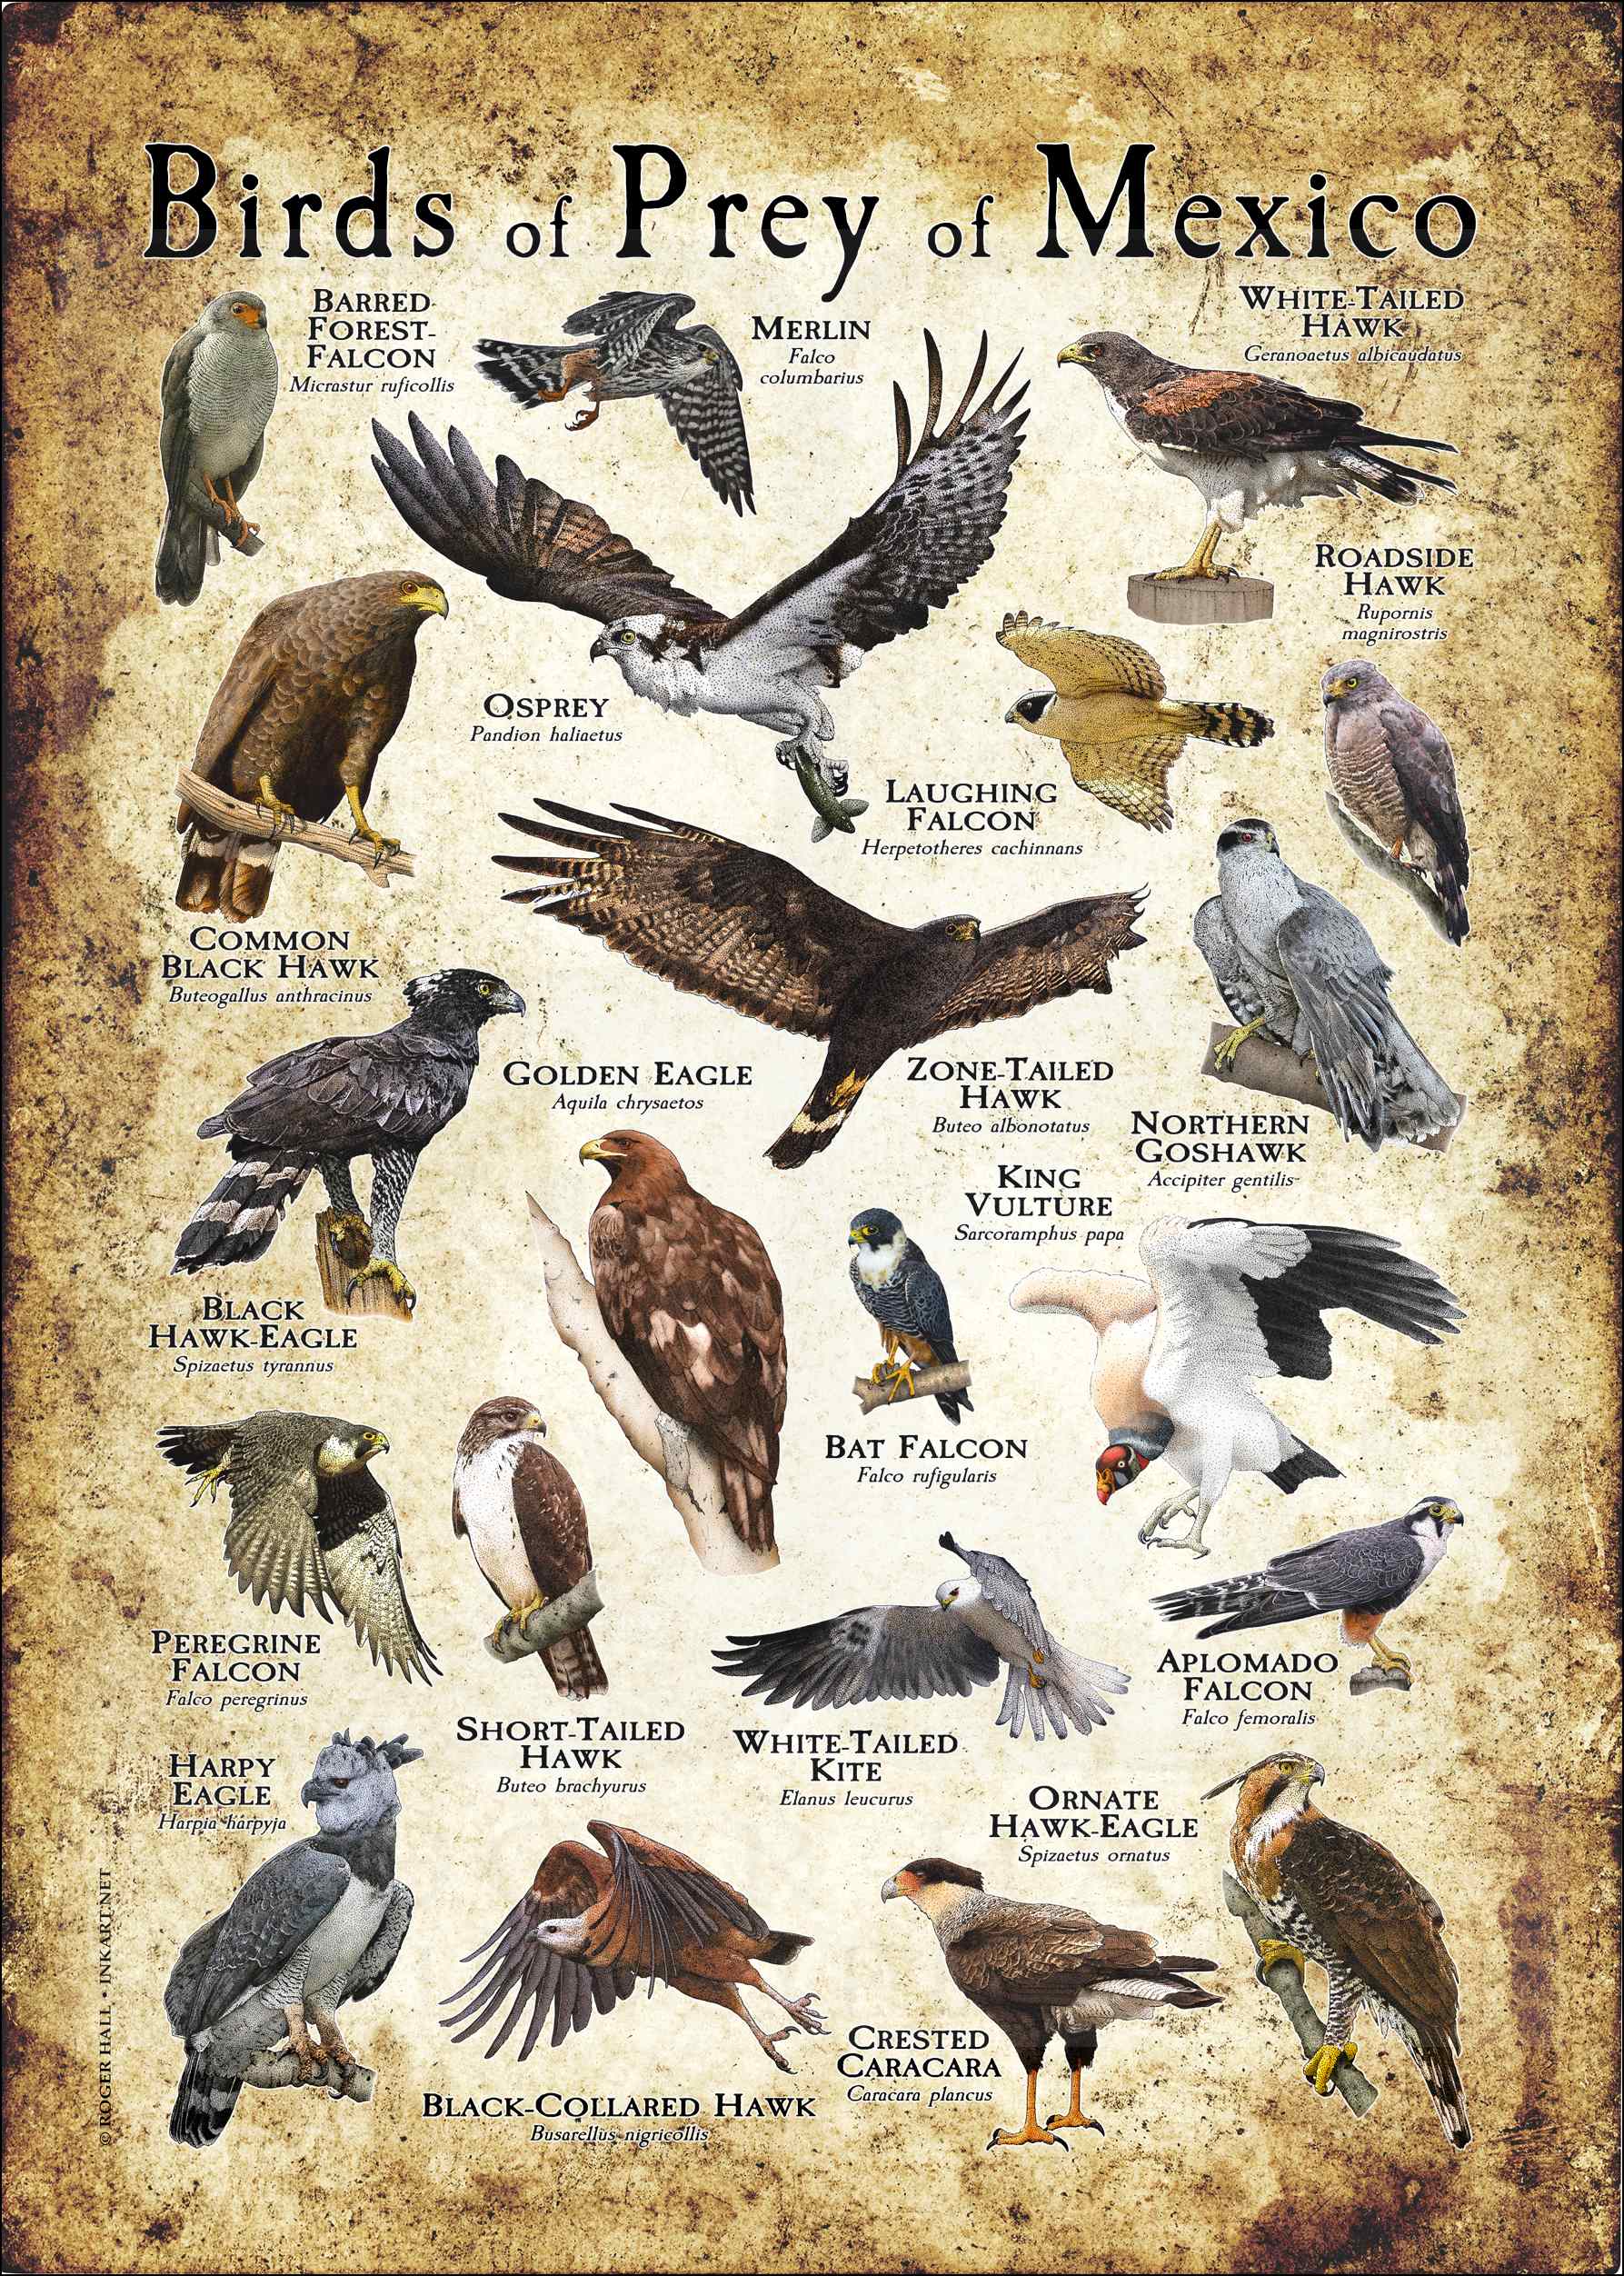 Birds of Prey of Mexico
BARRED
FOREST-
FALCON
Micrastur ruficollis
MERLIN
Falco
columbarius
WHITE-TAILED
HAWK
Geranoaetus albicaudatus
ROADSIDE
HAWK
Rupornis
magnirostris
OSPREY
Pandion haliaetus
LAUGHING
FALCON
Herpetotheres cachinnans
COMMON
BLACK HAWK
Buteogallus anthracinus
GOLDEN EAGLE
Aquila chrysaetos
ZONE-TAILED
HAWK
Buteo albonotatus
NORTHERN
GOSHAWK
Accipiter gentilis
KING
VULTURE
Sarcoramphus papa
BLACK
HAWK-EAGLE
Spizaetus tyrannus
BAT FALCON
Falco rufigularis
PEREGRINE
FALCON
Falco peregrinus
APLOMADO
FALCON
Falco femoralis
SHORT-TAILED
HAWK
Buteo brachyurus
WHITE-TAILED
KITE
Elanus leucurus
HARPY
EAGLE
Harpia harpyja
ORNATE
HAWK-EAGLE
Spizaetus ornatus
CRESTED
CARACARA
Caracara plancus
BLACK-COLLARED HAWK
Busarellus nigricollis
© ROGER HALL • INKART.NET